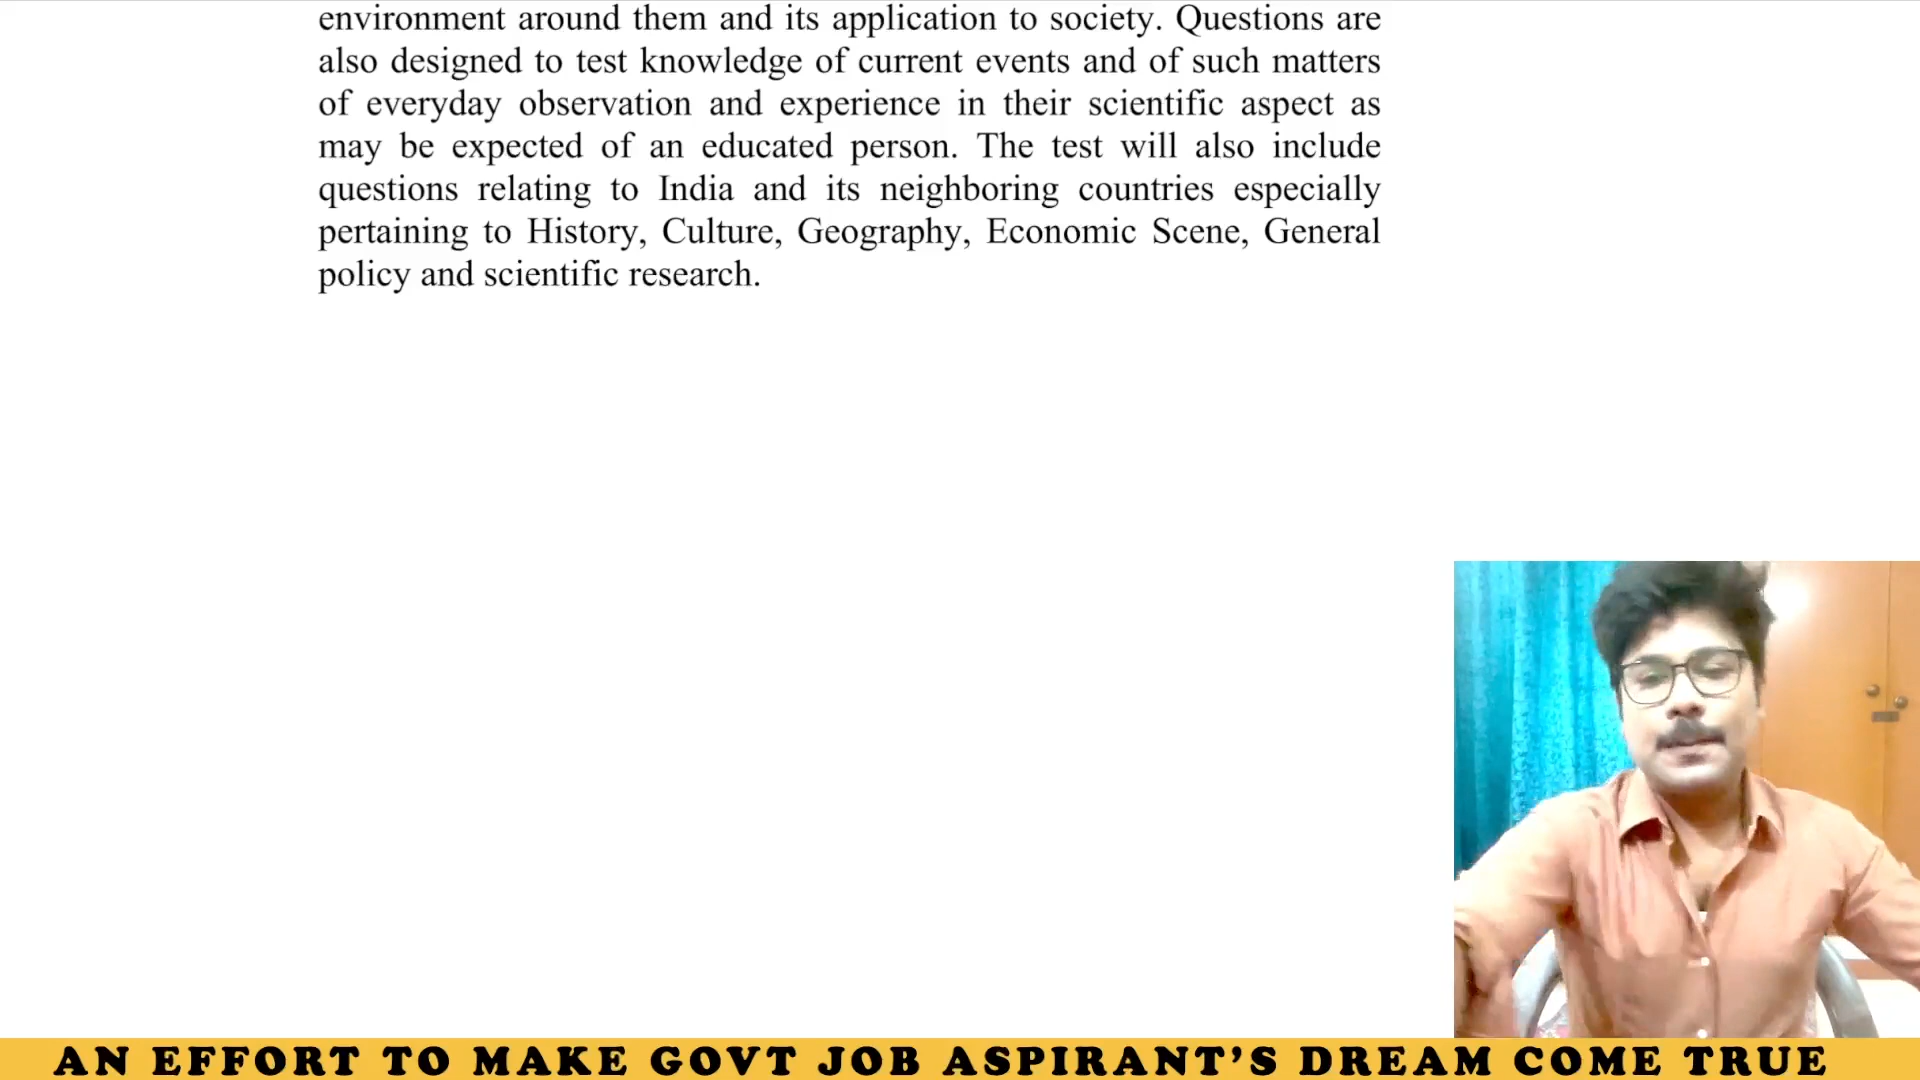 environment around them and its application to society. Questions are
also designed to test knowledge of current events and of such matters
of everyday observation and experience in their scientific aspect as
may be expected of an educated person. The test will also include
questions relating to India and its neighboring countries especially
pertaining to History, Culture, Geography, Economic Scene, General
policy and scientific research.
AN EFFORT TO MAKE GOVT JOB ASPIRANT’S DREAM COME TRUE